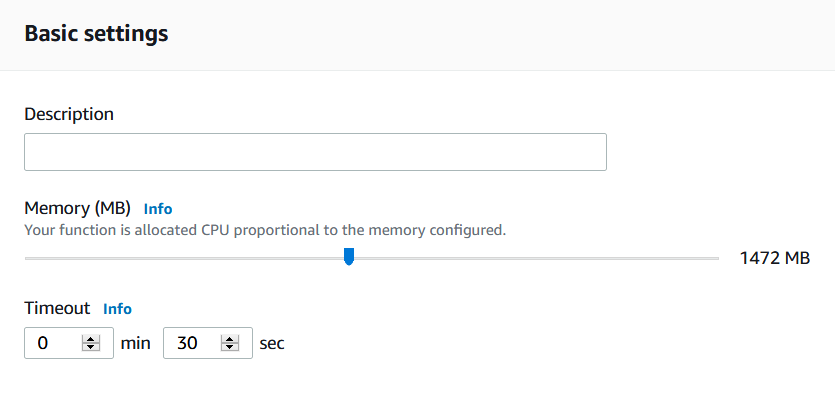 Basic settings
Description
Memory (MB) Info
Your function is allocated CPU proportional to the memory configured.
1472 MB
Timeout Info
0 min 30 sec